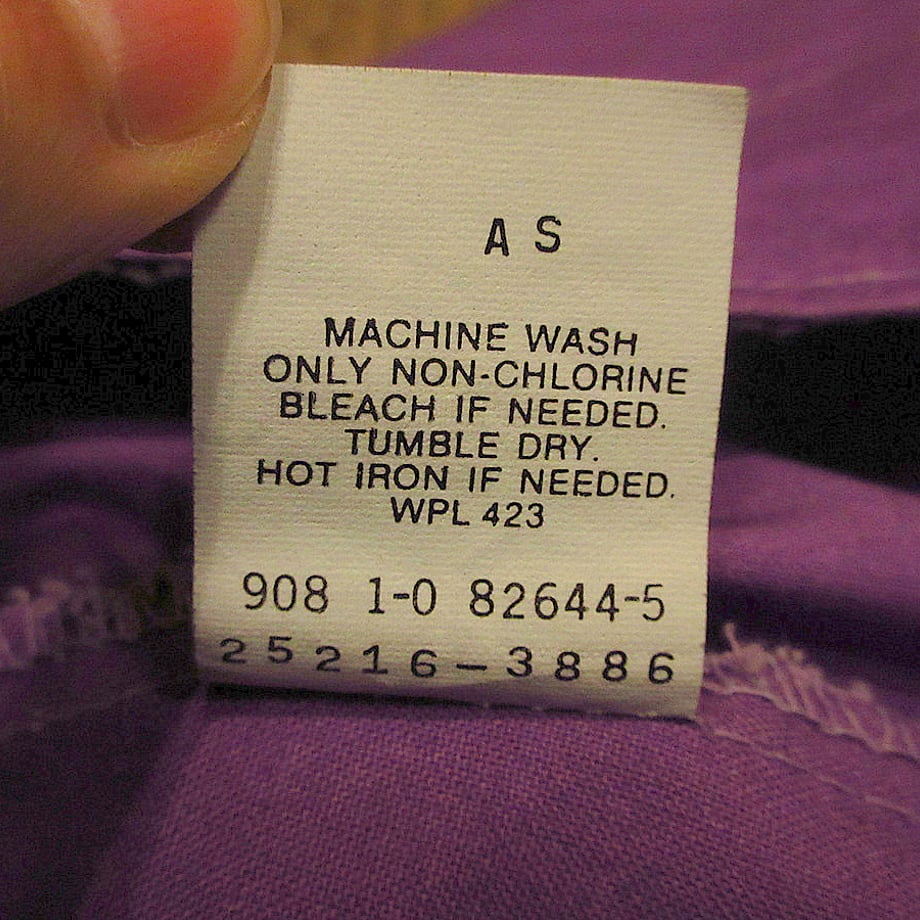 A S
MACHINE WASH
ONLY NON-CHLORINE
BLEACH IF NEEDED.
TUMBLE DRY.
HOT IRON IF NEEDED.
WPL 423
908 1-0 82644-5
25216-3886